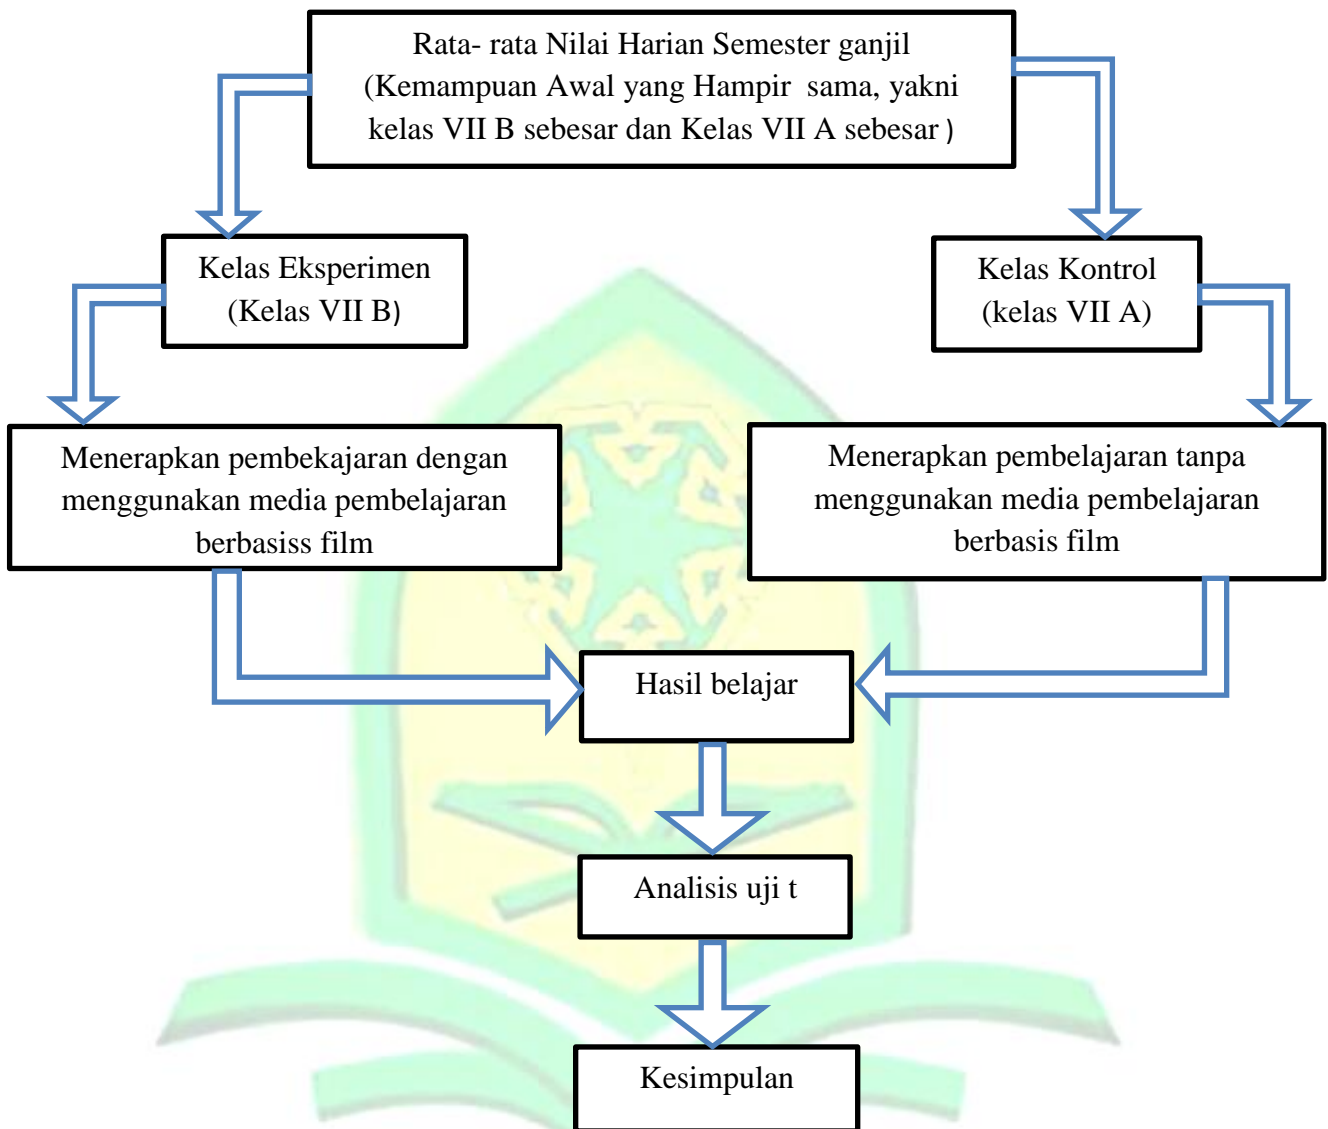 Rata- rata Nilai Harian Semester ganjil
(Kemampuan Awal yang Hampir sama, yakni
kelas VII B sebesar dan Kelas VII A sebesar )
Kelas Eksperimen
(Kelas VII B)
Kelas Kontrol
(kelas VII A)
Menerapkan pembekajaran dengan
menggunakan media pembelajaran
berbasiss film
Menerapkan pembelajaran tanpa
menggunakan media pembelajaran
berbasis film
Hasil belajar
Analisis uji t
Kesimpulan